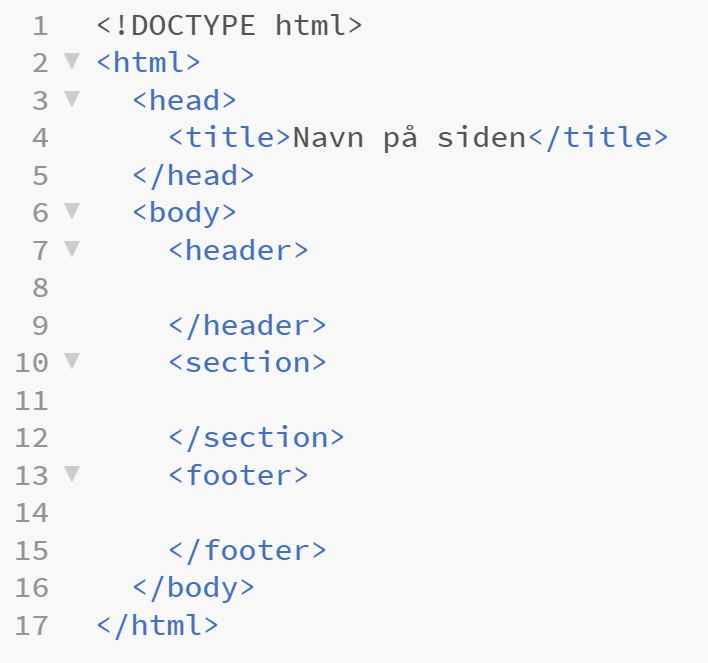 1 <!DOCTYPE html>
2 <html>
3   <head>
4     <title>Navn på siden</title>
5   </head>
6   <body>
7     <header>
8
9     </header>
10     <section>
11
12     </section>
13     <footer>
14
15     </footer>
16   </body>
17 </html>